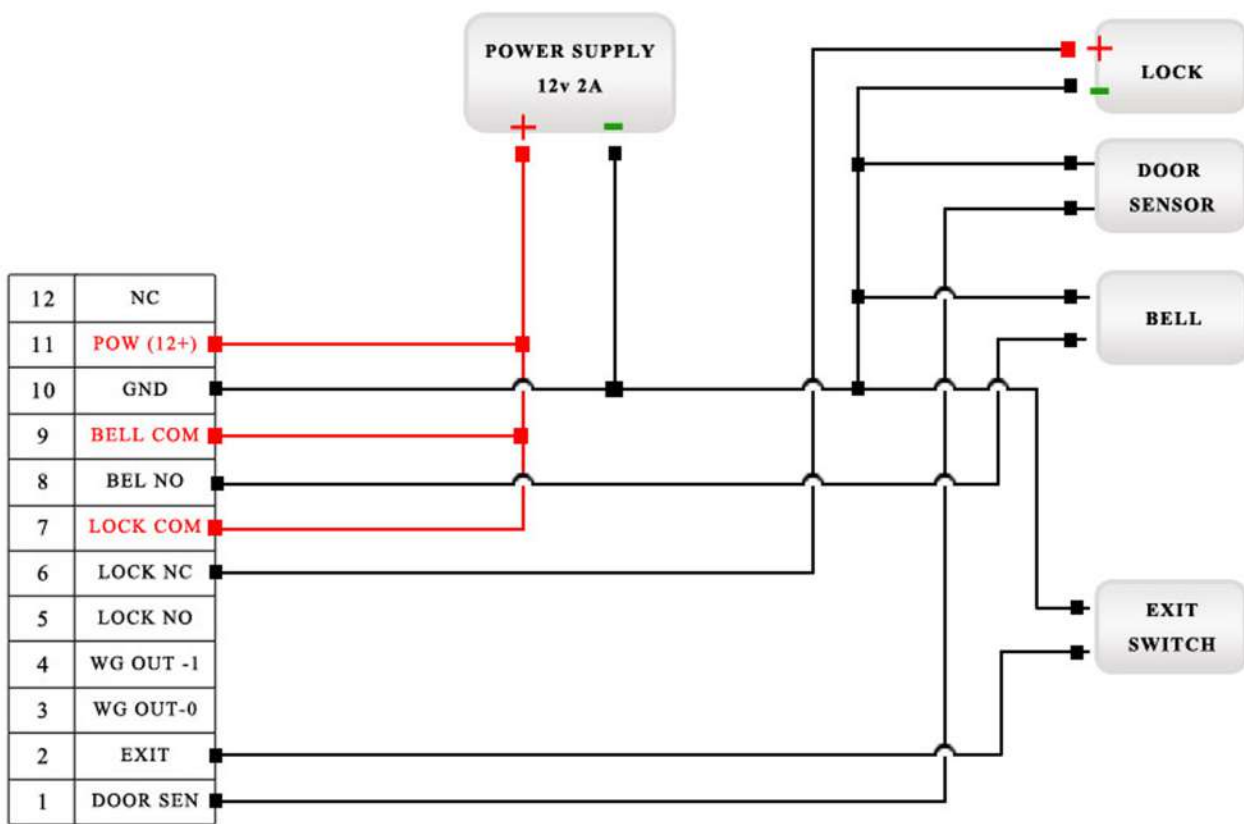 POWER SUPPLY
12v 2A
+ -
+ LOCK
-
DOOR
SENSOR
BELL
EXIT
SWITCH
12 NC
11 POW (12+)
10 GND
9 BELL COM
8 BEL NO
7 LOCK COM
6 LOCK NC
5 LOCK NO
4 WG OUT -1
3 WG OUT-0
2 EXIT
1 DOOR SEN